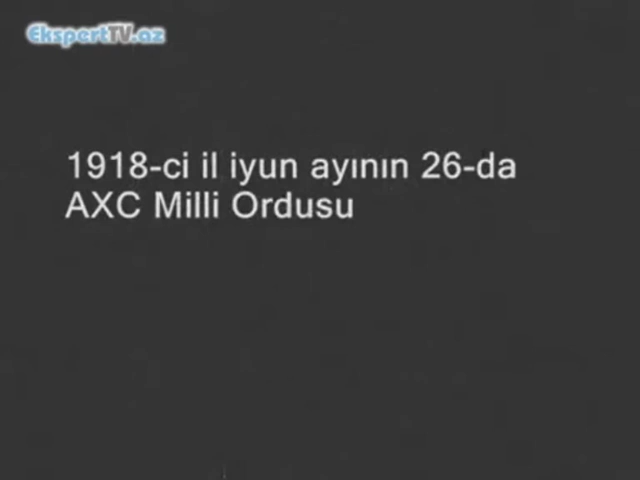 EkspertTV.az
1918-ci il iyun ayının 26-da
AXC Milli Ordusu